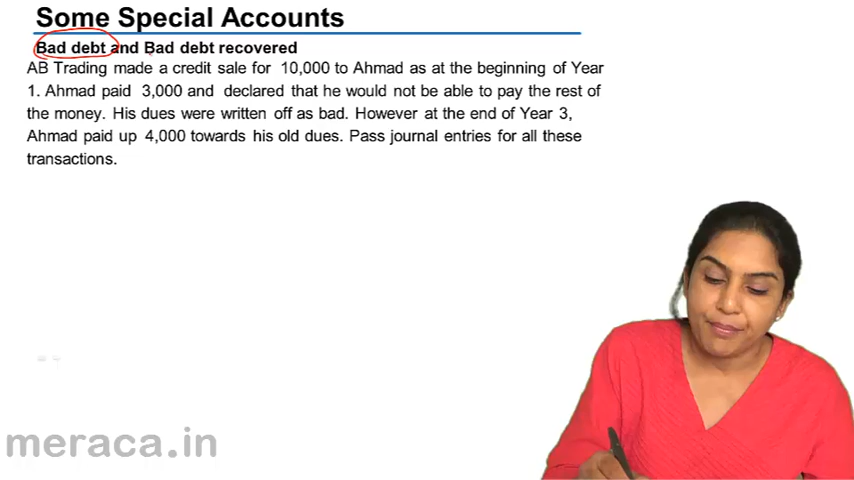 Some Special Accounts
Bad debt and Bad debt recovered
AB Trading made a credit sale for 10,000 to Ahmad as at the beginning of Year
1. Ahmad paid 3,000 and declared that he would not be able to pay the rest of
the money. His dues were written off as bad. However at the end of Year 3,
Ahmad paid up 4,000 towards his old dues. Pass journal entries for all these
transactions.
meraca.in